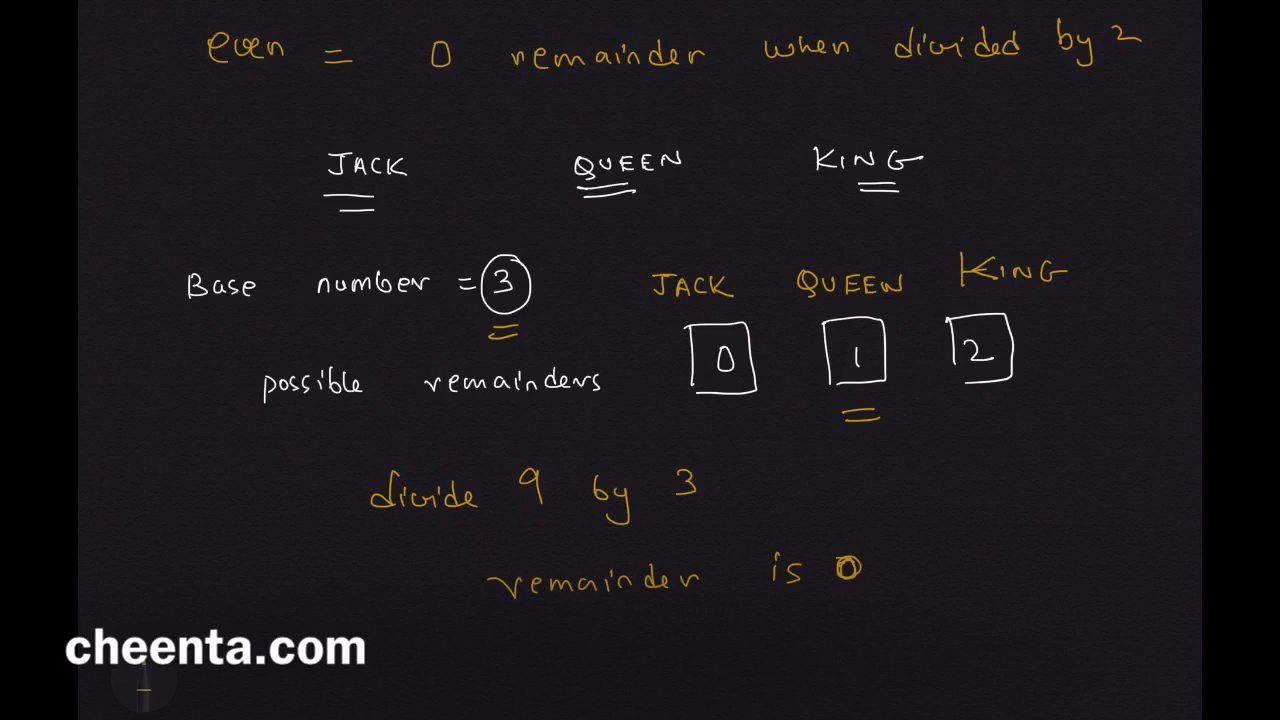 even = 0 remainder when divided by 2
JACK QUEEN KING
Base number = 3 JACK QUEEN KING
possible remainders 0 1 2
divide 9 by 3
remainder is 0
cheenta.com